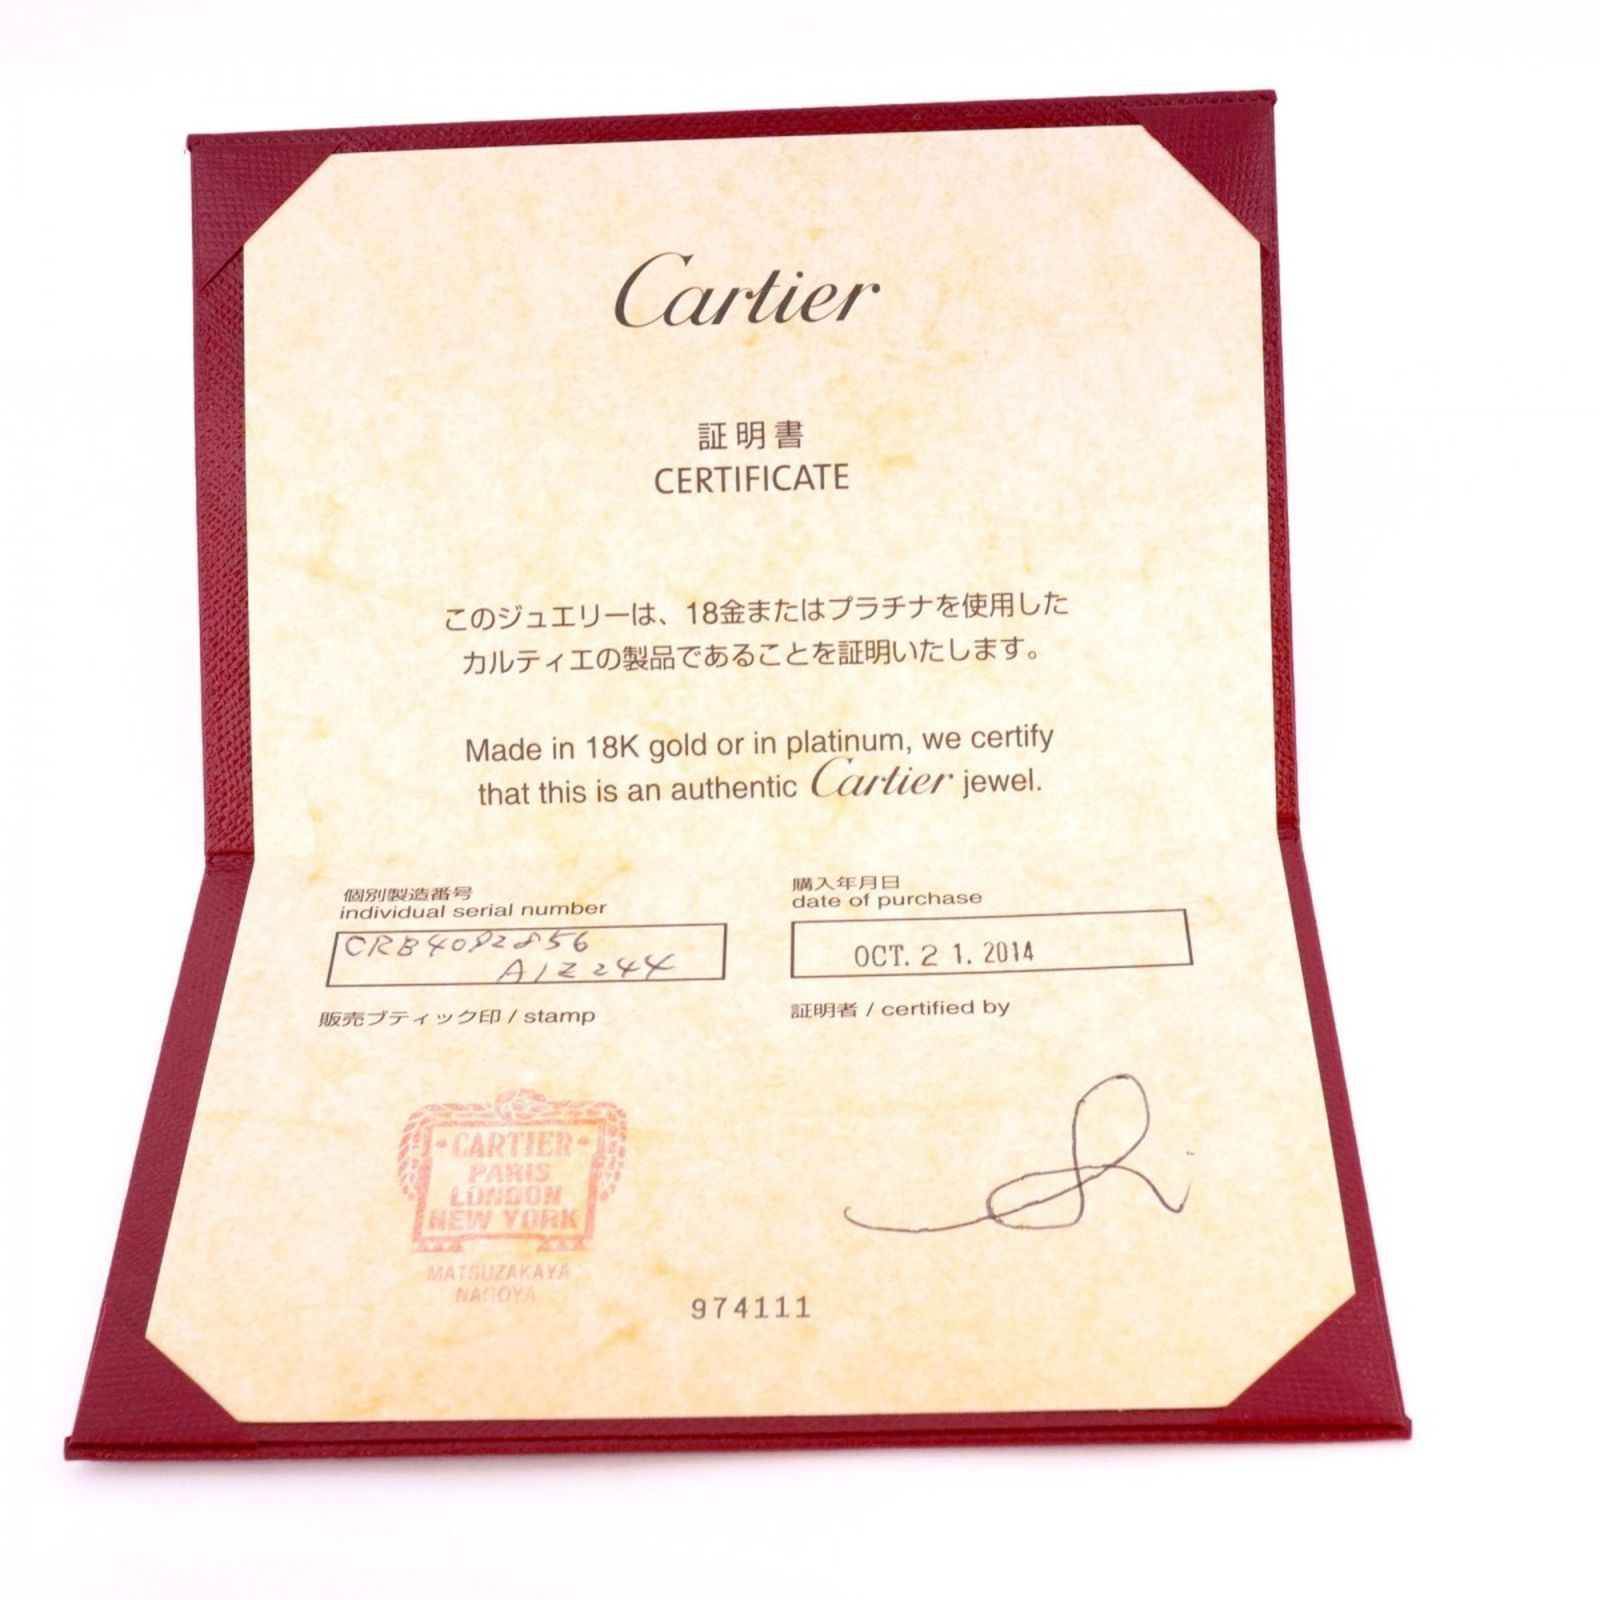 Cartier
証明書
CERTIFICATE
このジュエリーは、18金またはプラチナを使用した
カルティエの製品であることを証明いたします。
Made in 18K gold or in platinum, we certify
that this is an authentic Cartier jewel.
個別製造番号
individual serial number
CRB4092856
A1Z244
購入年月日
date of purchase
OCT. 21. 2014
販売ブティック印 / stamp
証明者 / certified by
CARTIER
PARIS
LONDON
NEW YORK
MATSUZAKAYA
NAGOYA
974111